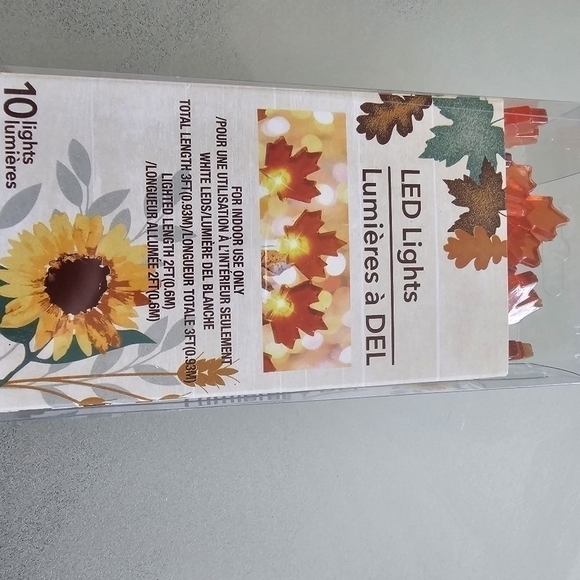 LED Lights
Lumières à DEL
FOR INDOOR USE ONLY
/POUR UNE UTILISATION À L'INTÉRIEUR SEULEMENT
WHITE LEDS/LUMIÈRE DEL BLANCHE
TOTAL LENGTH 3FT(0.93M)/LONGUEUR TOTALE 3FT(0.93M)
LIGHTED LENGTH 2FT(0.6M)
/LONGUEUR ALLUMÉE 2FT(0.6M)
10 lights
lumières